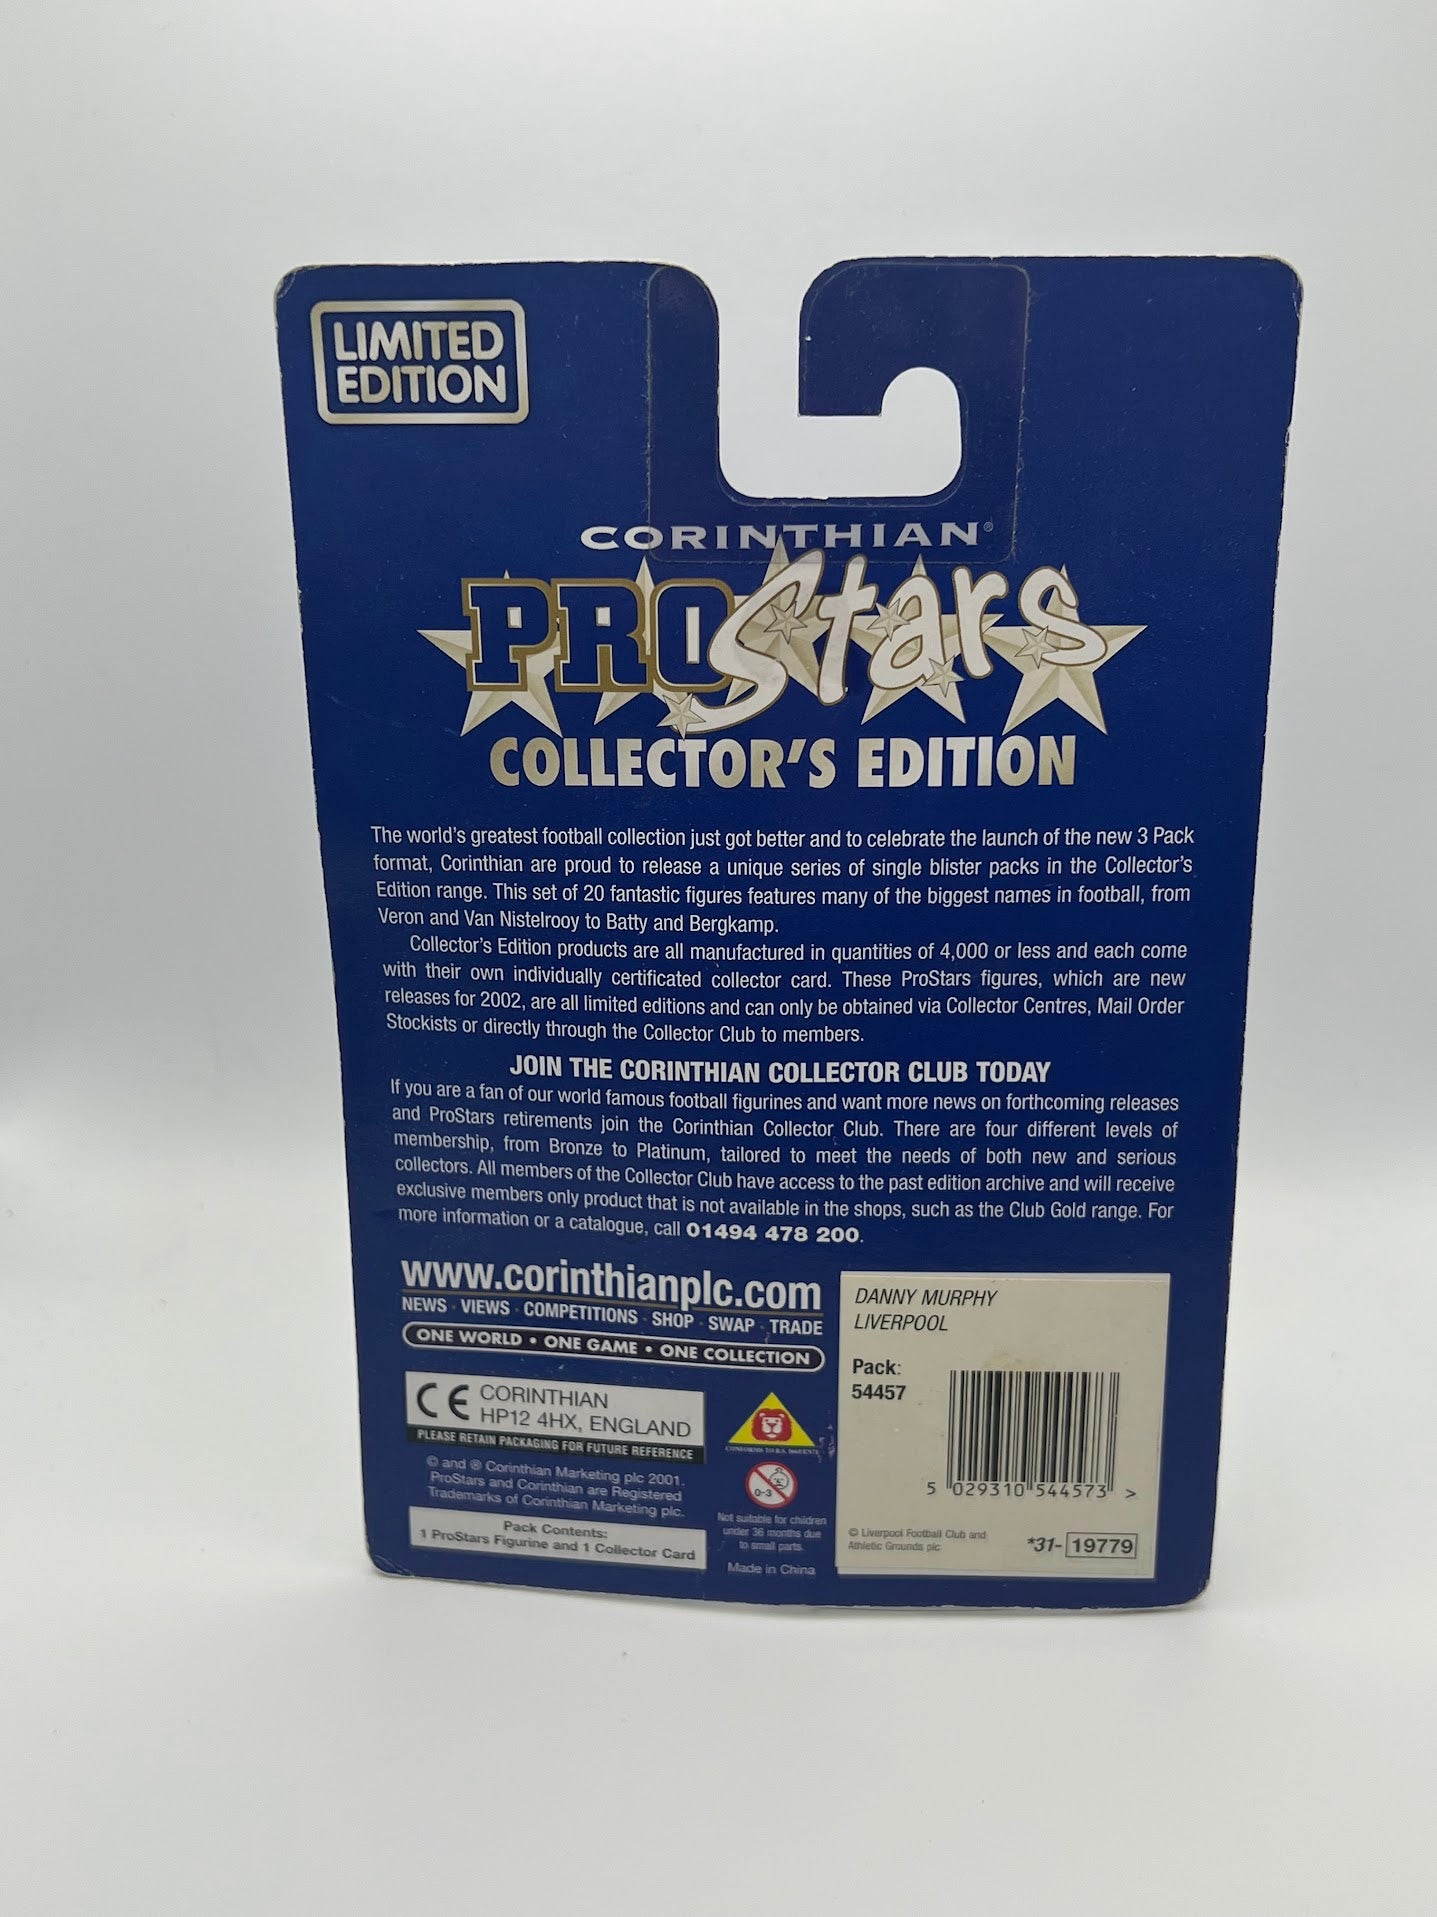 LIMITED
EDITION
CORINTHIAN®
PROStars
COLLECTOR'S EDITION
The world's greatest football collection just got better and to celebrate the launch of the new 3 Pack
format, Corinthian are proud to release a unique series of single blister packs in the Collector's
Edition range. This set of 20 fantastic figures features many of the biggest names in football, from
Veron and Van Nistelrooy to Batty and Bergkamp.
Collector's Edition products are all manufactured in quantities of 4,000 or less and each come
with their own individually certificated collector card. These ProStars figures, which are new
releases for 2002, are all limited editions and can only be obtained via Collector Centres, Mail Order
Stockists or directly through the Collector Club to members.
JOIN THE CORINTHIAN COLLECTOR CLUB TODAY
If you are a fan of our world famous football figurines and want more news on forthcoming releases
and ProStars retirements join the Corinthian Collector Club. There are four different levels of
membership, from Bronze to Platinum, tailored to meet the needs of both new and serious
collectors. All members of the Collector Club have access to the past edition archive and will receive
exclusive members only product that is not available in the shops, such as the Club Gold range. For
more information or a catalogue, call 01494 478 200.
www.corinthianplc.com
NEWS · VIEWS · COMPETITIONS · SHOP · SWAP · TRADE
ONE WORLD • ONE GAME • ONE COLLECTION
CE CORINTHIAN
HP12 4HX, ENGLAND
PLEASE RETAIN PACKAGING FOR FUTURE REFERENCE
© and ® Corinthian Marketing plc 2001.
ProStars and Corinthian are Registered
Trademarks of Corinthian Marketing plc.
Pack Contents:
1 ProStars Figurine and 1 Collector Card
CONFORMS TO B.S.
0-3
Not suitable for children
under 36 months due
to small parts.
Made in China
DANNY MURPHY
LIVERPOOL
Pack:
54457
5 029310 544573 >
© Liverpool Football Club and
Athletic Grounds plc
*31- 19779